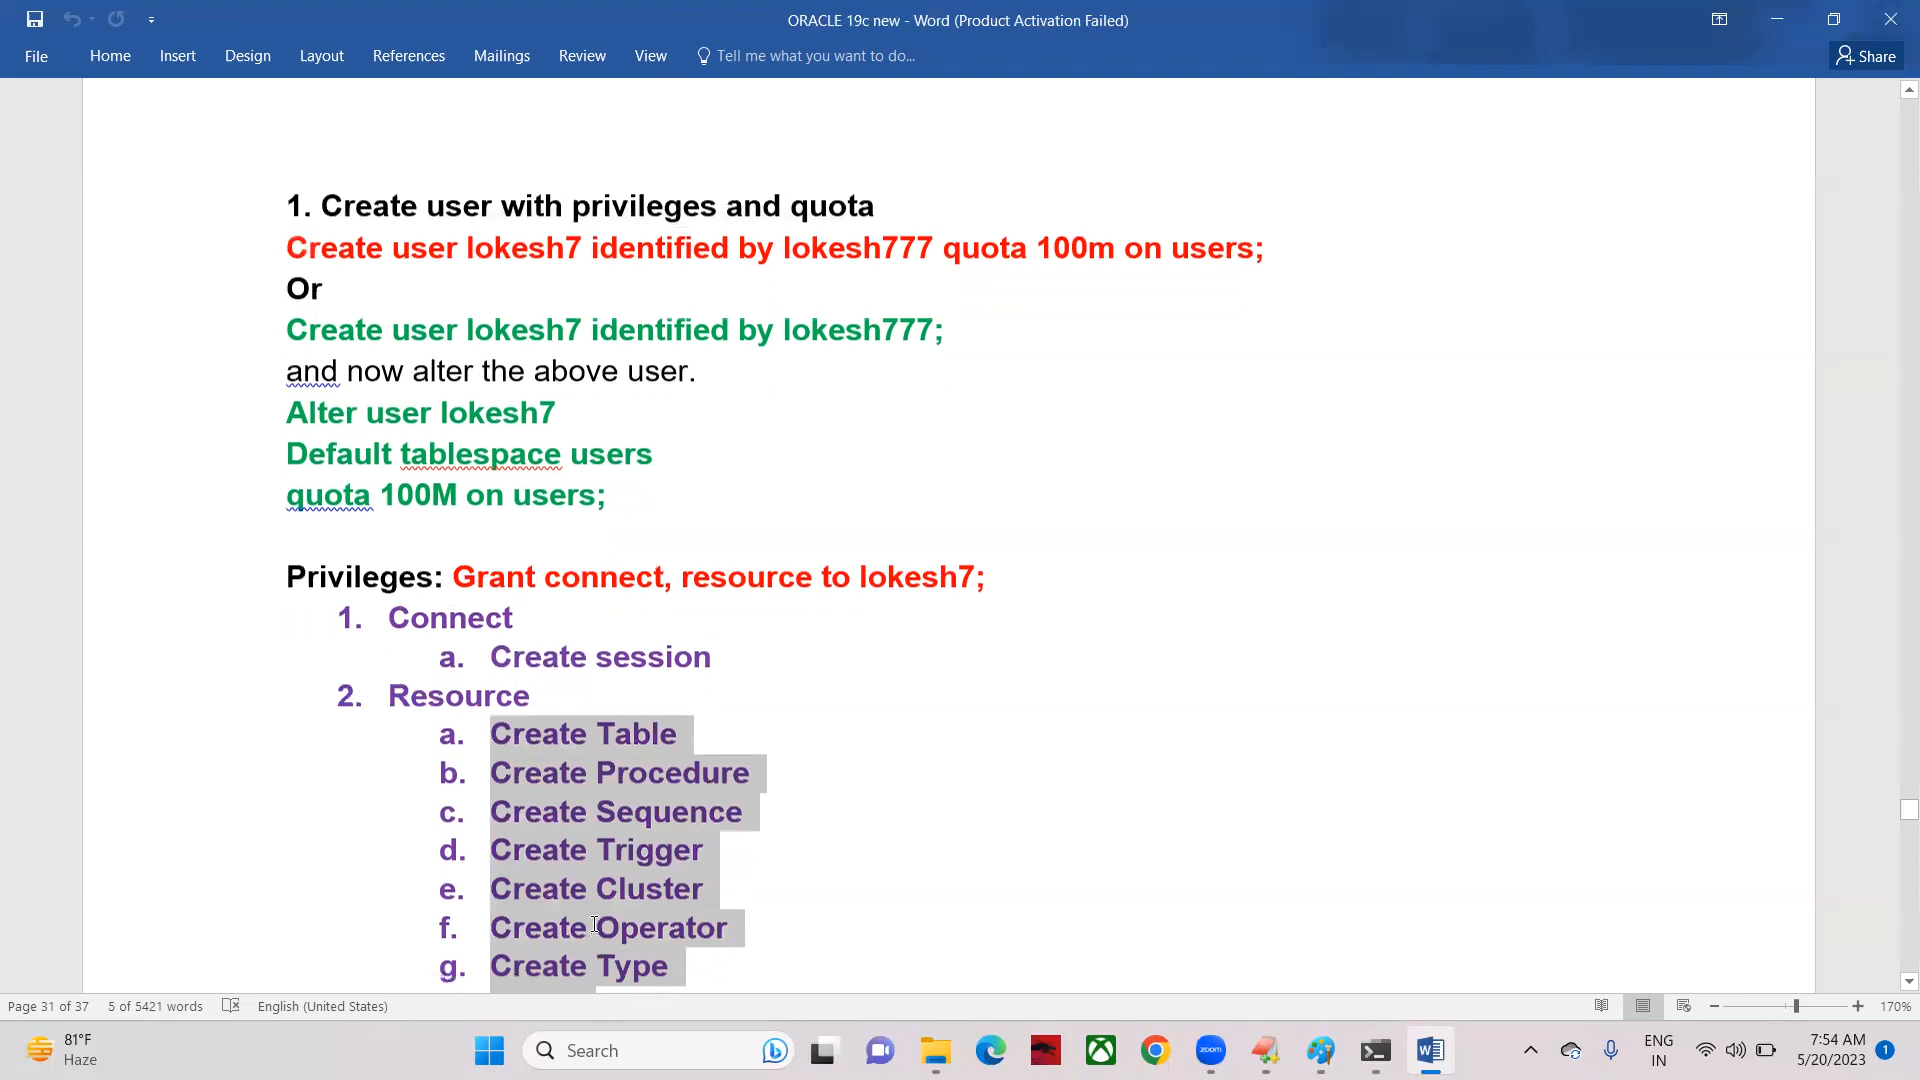 ORACLE 19c new - Word (Product Activation Failed)
File Home Insert Design Layout References Mailings Review View Tell me what you want to do... Share
1. Create user with privileges and quota
Create user lokesh7 identified by lokesh777 quota 100m on users;
Or
Create user lokesh7 identified by lokesh777;
and now alter the above user.
Alter user lokesh7
Default tablespace users
quota 100M on users;
Privileges: Grant connect, resource to lokesh7;
1. Connect
a. Create session
2. Resource
a. Create Table
b. Create Procedure
c. Create Sequence
d. Create Trigger
e. Create Cluster
f. Create Operator
g. Create Type
Page 31 of 37 5 of 5421 words English (United States) 170%
81°F
Haze
Search
zoom
ENG
IN
7:54 AM
5/20/2023
1